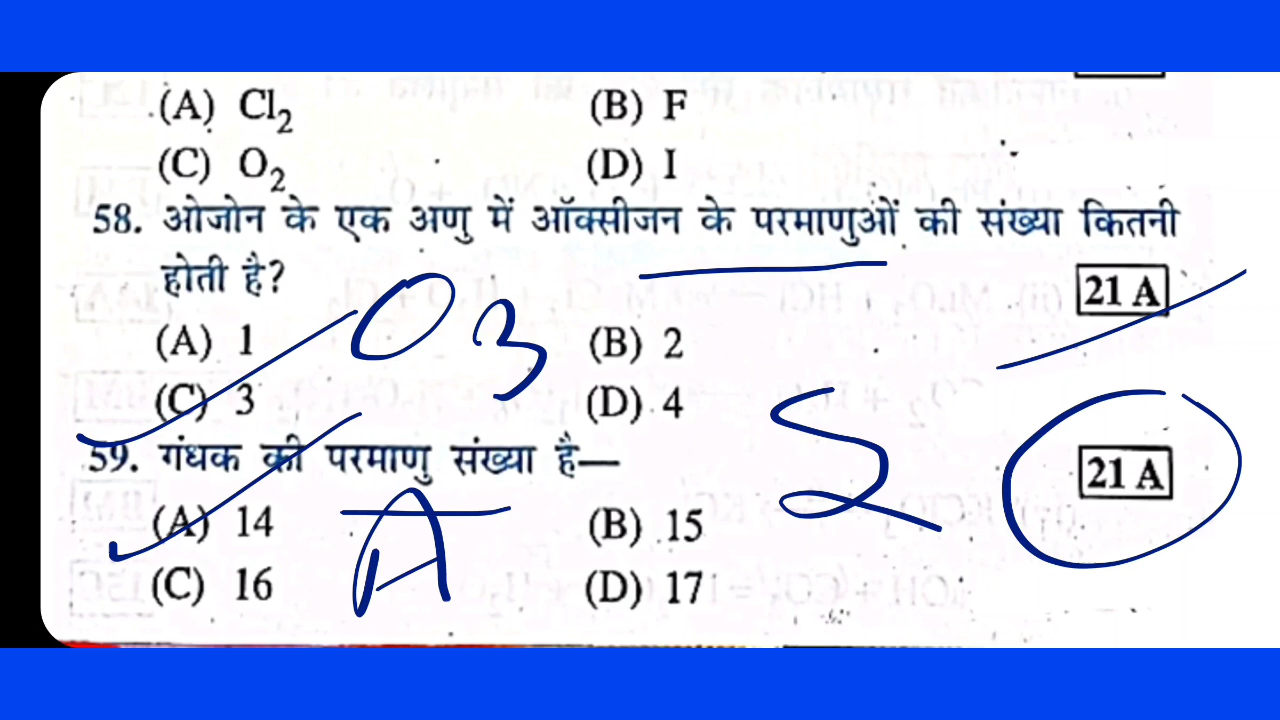 (A) Cl₂ (B) F
(C) O₂ (D) I
58. ओजोन के एक अणु में ऑक्सीजन के परमाणुओं की संख्या कितनी
होती है? 21 A
(A) 1 O3 (B) 2
(C) 3 (D) 4
59. गंधक की परमाणु संख्या है— S 21 A
(A) 14 A (B) 15
(C) 16 (D) 17